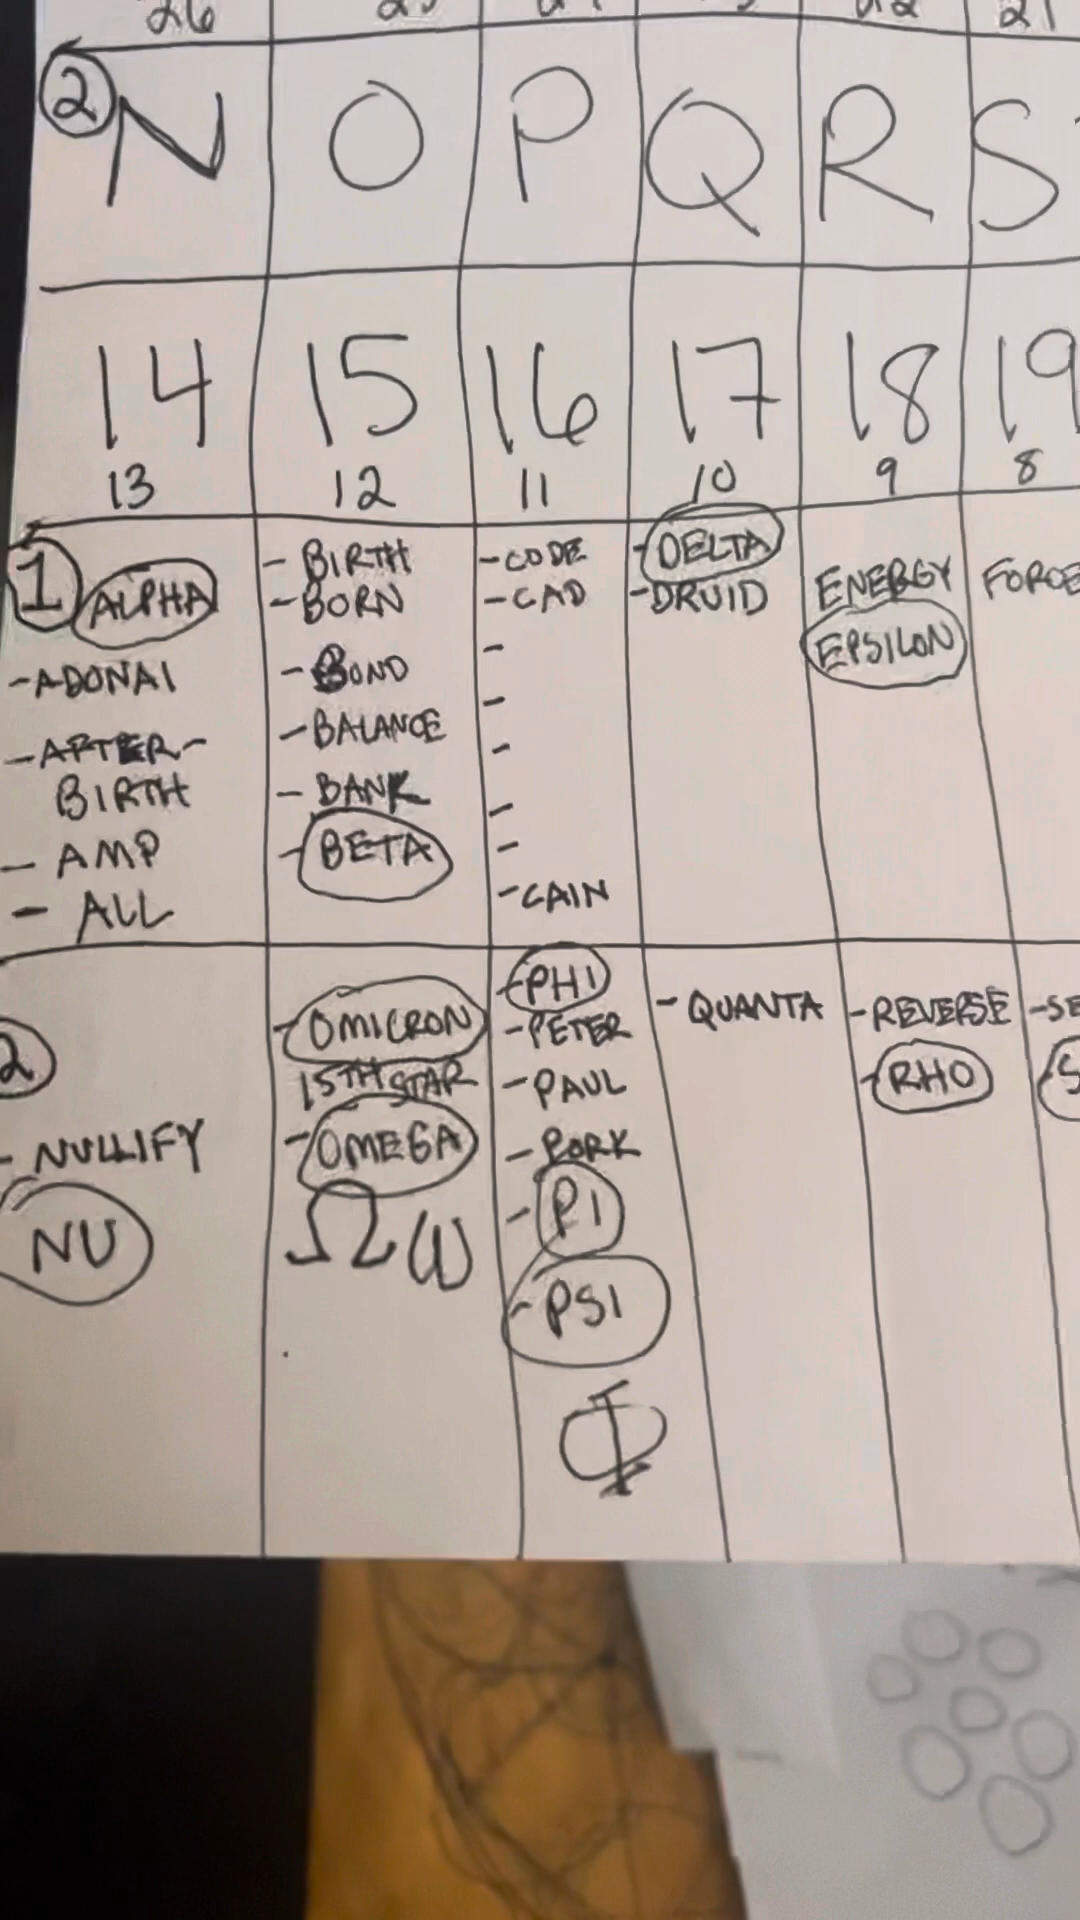 26
② N O P Q R S
14 15 16 17 18 19
13 12 11 10 9 8
①
ALPHA
- ADONAI
- AFTER-
BIRTH
- AMP
- ALL
- BIRTH
- BORN
- BOND
- BALANCE
- BANK
- BETA
- CODE
- CAD
-
-
-
-
-
- CAIN
- DELTA
- DRUID
ENERGY
EPSILON
FORCE
②
- NULLIFY
NU
- OMICRON
15TH STAR
- OMEGA
Ω ω
- PHI
- PETER
- PAUL
- PORK
- PI
- PSI
Φ
- QUANTA
- REVERSE
- RHO